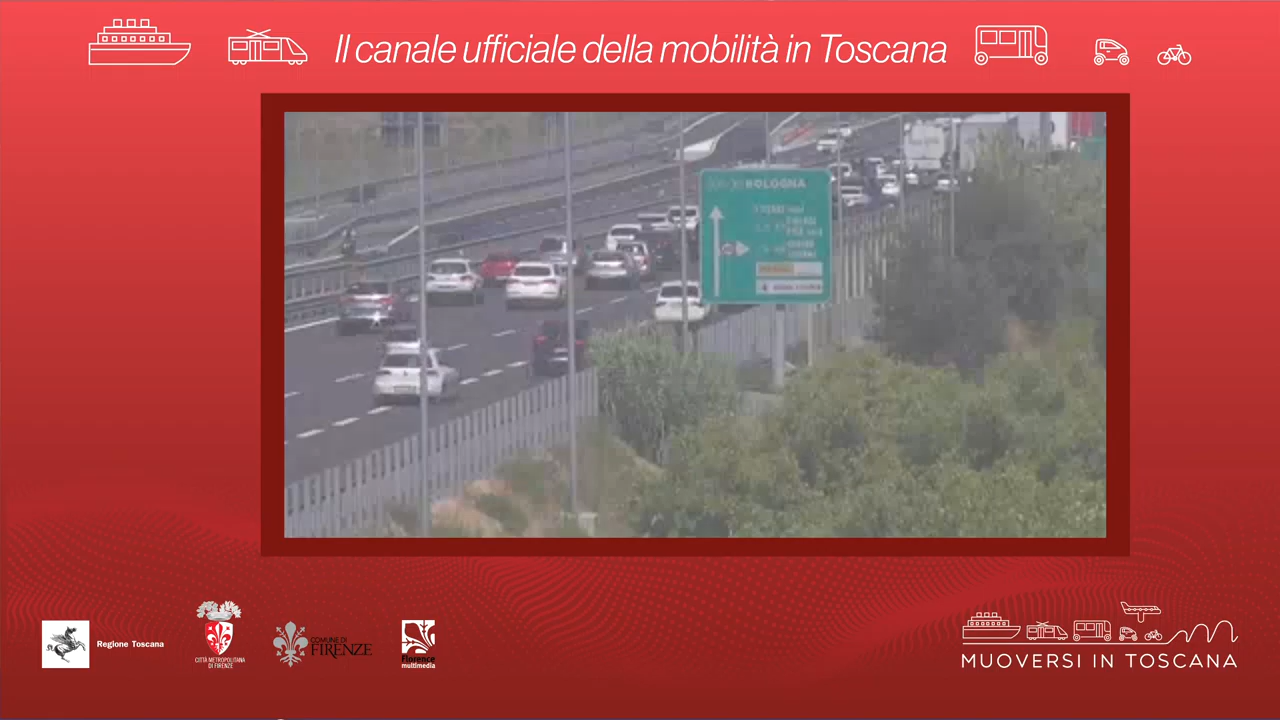 Il canale ufficiale della mobilità in Toscana
BOLOGNA
Regione Toscana
CITTÀ METROPOLITANA
DI FIRENZE
COMUNE DI
FIRENZE
Florence
multimedia
MUOVERSI IN TOSCANA